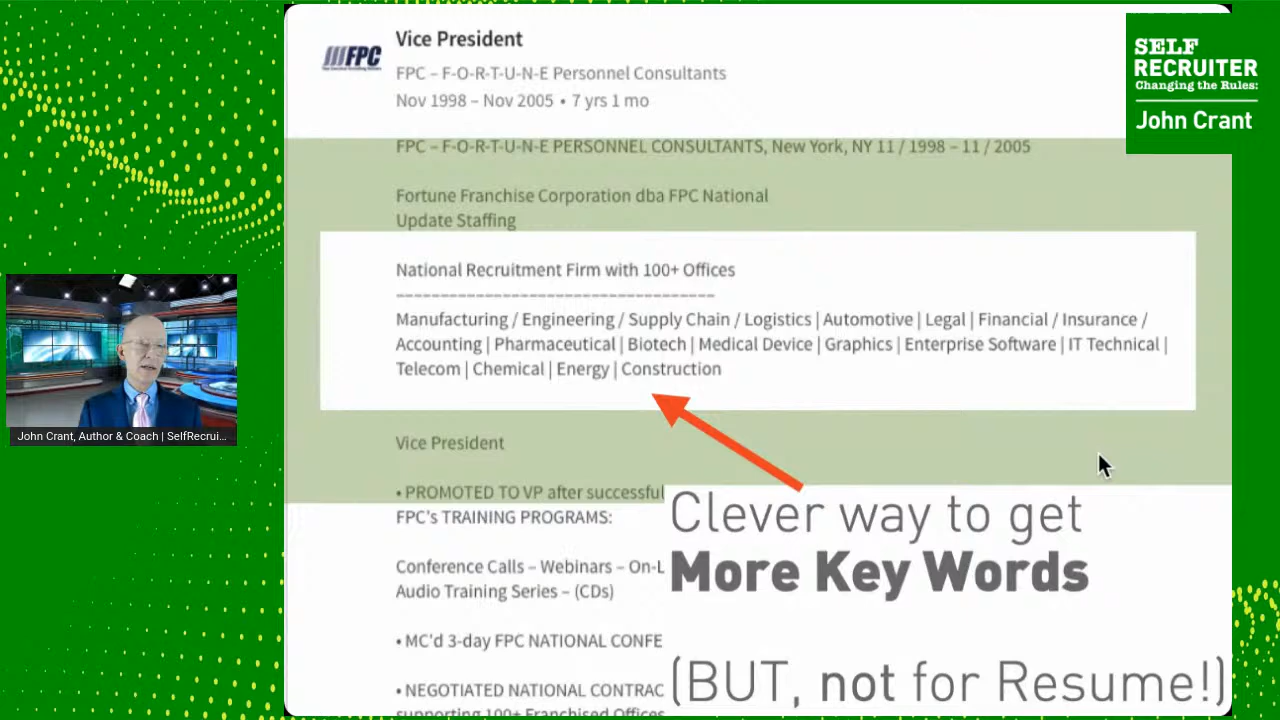 Vice President
FPC
FPC – F-O-R-T-U-N-E Personnel Consultants
Nov 1998 – Nov 2005 • 7 yrs 1 mo
SELF
RECRUITER
Changing the Rules:
John Crant
FPC – F-O-R-T-U-N-E PERSONNEL CONSULTANTS, New York, NY 11 / 1998 – 11 / 2005
Fortune Franchise Corporation dba FPC National
Update Staffing
National Recruitment Firm with 100+ Offices
Manufacturing / Engineering / Supply Chain / Logistics | Automotive | Legal | Financial / Insurance /
Accounting | Pharmaceutical | Biotech | Medical Device | Graphics | Enterprise Software | IT Technical |
Telecom | Chemical | Energy | Construction
John Crant, Author & Coach | SelfRecrui...
Vice President
• PROMOTED TO VP after successful
FPC's TRAINING PROGRAMS:
Conference Calls – Webinars – On-L
Audio Training Series – (CDs)
• MC'd 3-day FPC NATIONAL CONFE
• NEGOTIATED NATIONAL CONTRAC
supporting 100+ Franchised Offices
Clever way to get
More Key Words
(BUT, not for Resume!)